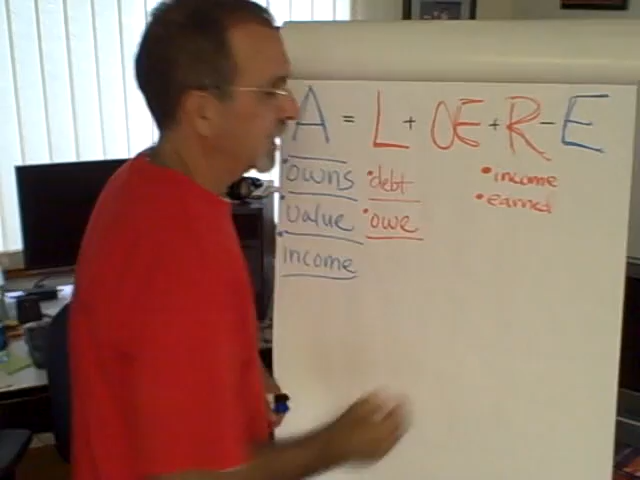 A = L + OE + R - E
owns
value
income
debt
owe
income
earned